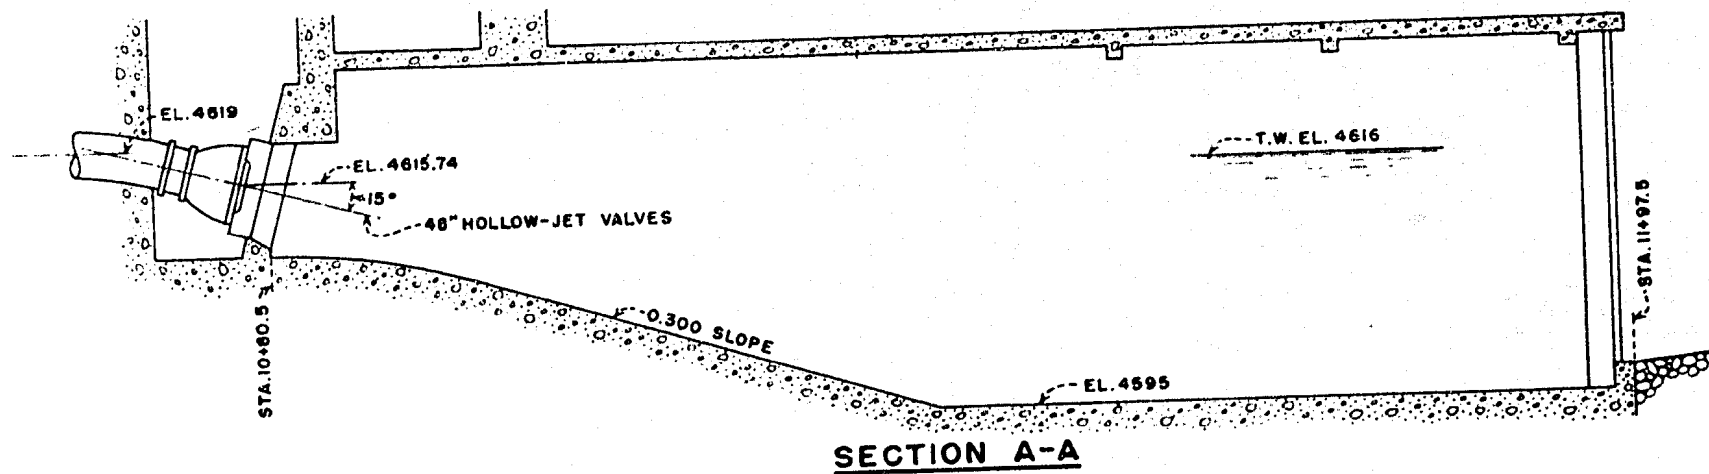 EL. 4619
T.W. EL. 4616
EL. 4615.74
15°
48" HOLLOW-JET VALVES
STA. 10+60.5
0.300 SLOPE
STA. 11+97.5
EL. 4595
SECTION A-A